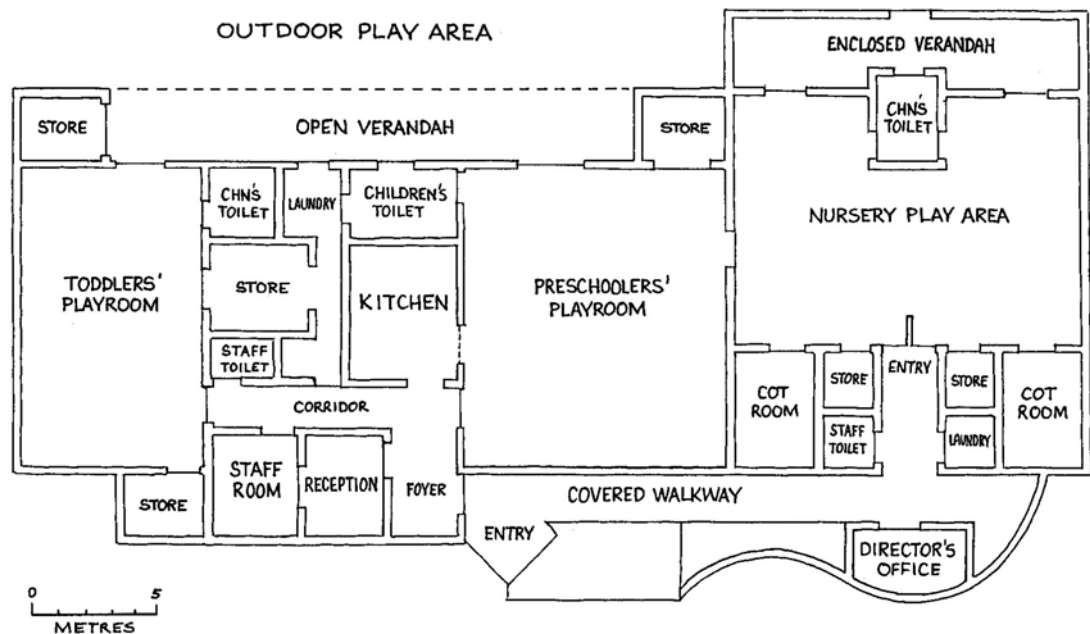 OUTDOOR PLAY AREA
ENCLOSED VERANDAH
STORE
OPEN VERANDAH
STORE
CHN'S
TOILET
CHN'S
TOILET
LAUNDRY
CHILDREN'S
TOILET
NURSERY PLAY AREA
TODDLERS'
PLAYROOM
STORE
KITCHEN
PRESCHOOLERS'
PLAYROOM
STAFF
TOILET
ENTRY
COT
ROOM
STORE
STORE
COT
ROOM
CORRIDOR
STAFF
TOILET
LAUNDRY
STAFF
ROOM
RECEPTION
FOYER
STORE
COVERED WALKWAY
ENTRY
DIRECTOR'S
OFFICE
0 5
METRES